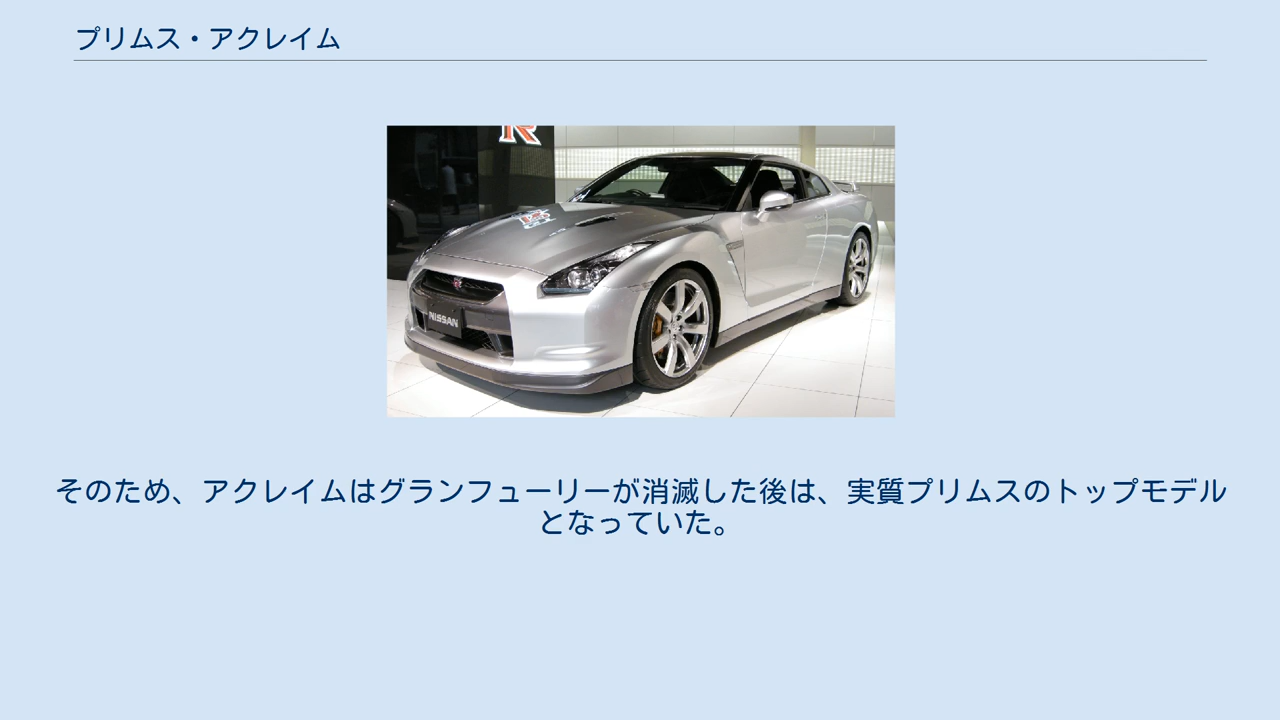 プリムス・アクレイム
R
NISSAN
そのため、アクレイムはグランフューリーが消滅した後は、実質プリムスのトップモデル
となっていた。